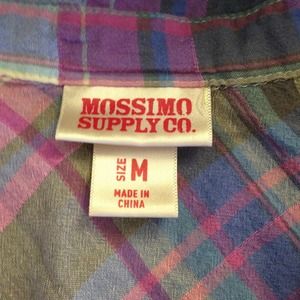 MOSSIMO
SUPPLY CO.
SIZE M
MADE IN
CHINA